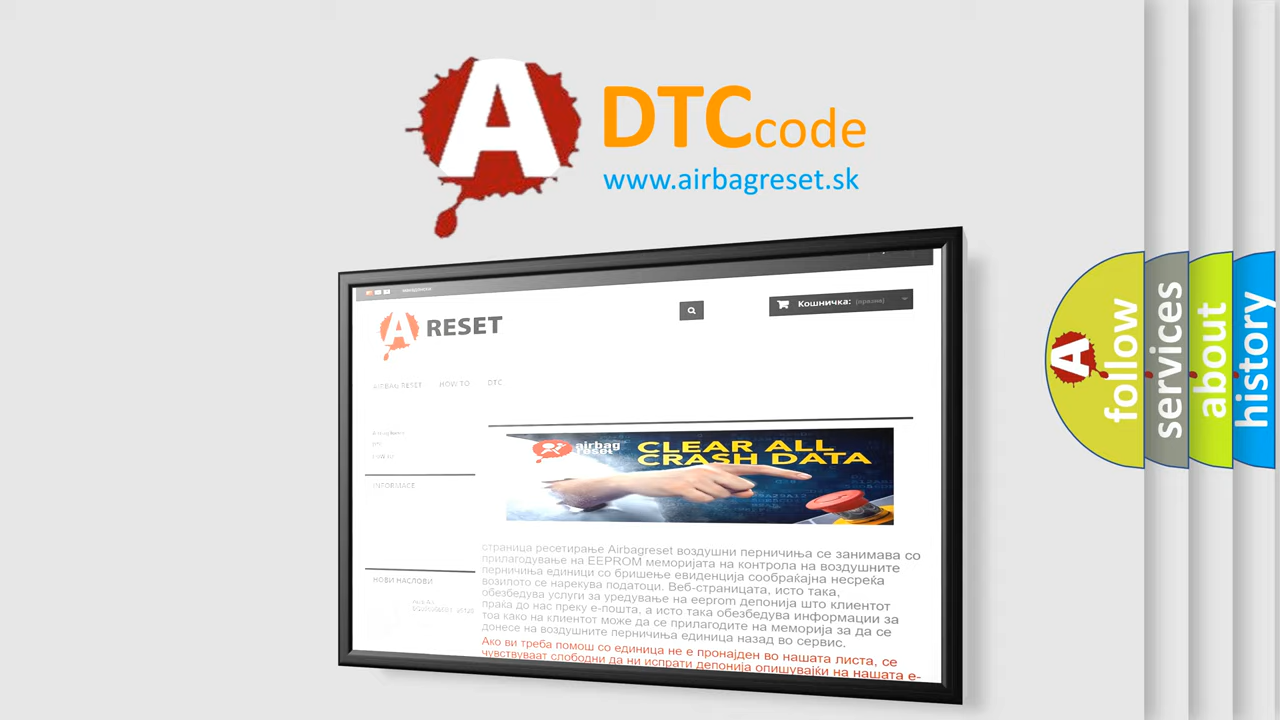 A
DTCcode
www.airbagreset.sk
A RESET
Кошничка: (празна)
AIRBAG RESET HOW TO DTC
INFORMACE
airbag reset
CLEAR ALL
CRASH DATA
страница ресетирање Airbagreset воздушни перничиња се занимава со
прилагодување на EEPROM меморијата на контрола на воздушните
перничиња единици со бришење евиденција сообраќајна несреќа
возилото се нарекува податоци. Веб-страницата, исто така,
обезбедува услуги за уредување на eeprom депонија што клиентот
праќа до нас преку е-пошта, а исто така обезбедува информации за
тоа како на клиентот може да се прилагодите на меморија за да се
донесе на воздушните перничиња единица назад во сервис.
Ако ви треба помош со единица не е пронајден во нашата листа, се
чувствуваат слободни да ни испрати депонија опишувајќи на нашата е-
НОВИ НАСЛОВИ
A
follow
services
about
history